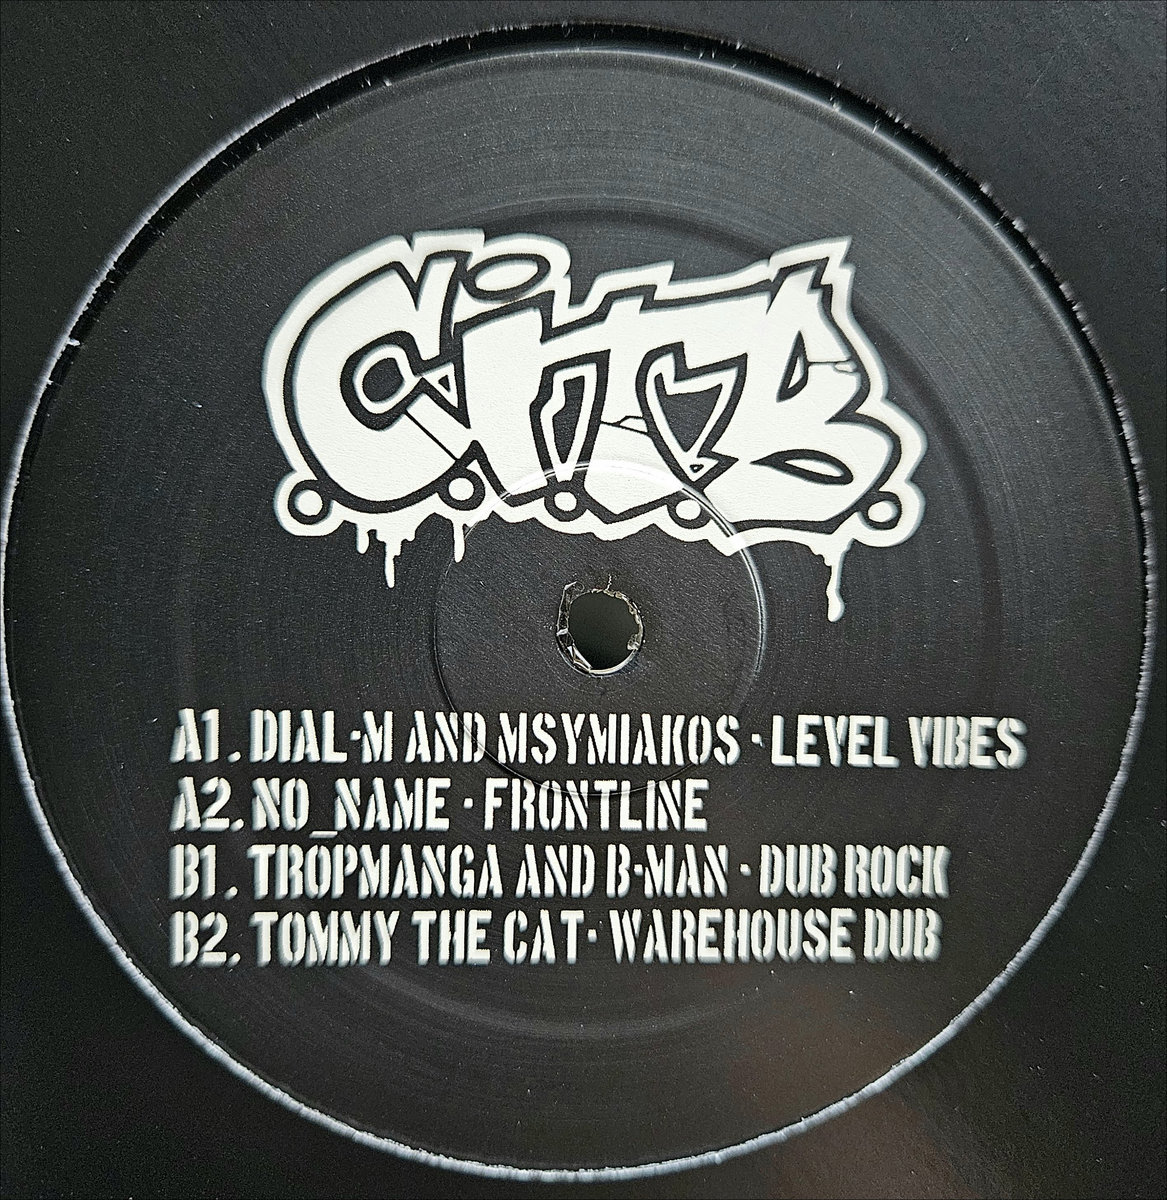 A1. DIAL-M AND MSYMIAKOS · LEVEL VIBES
A2. NO_NAME · FRONTLINE
B1. TROPMANGA AND B-MAN · DUB ROCK
B2. TOMMY THE CAT · WAREHOUSE DUB